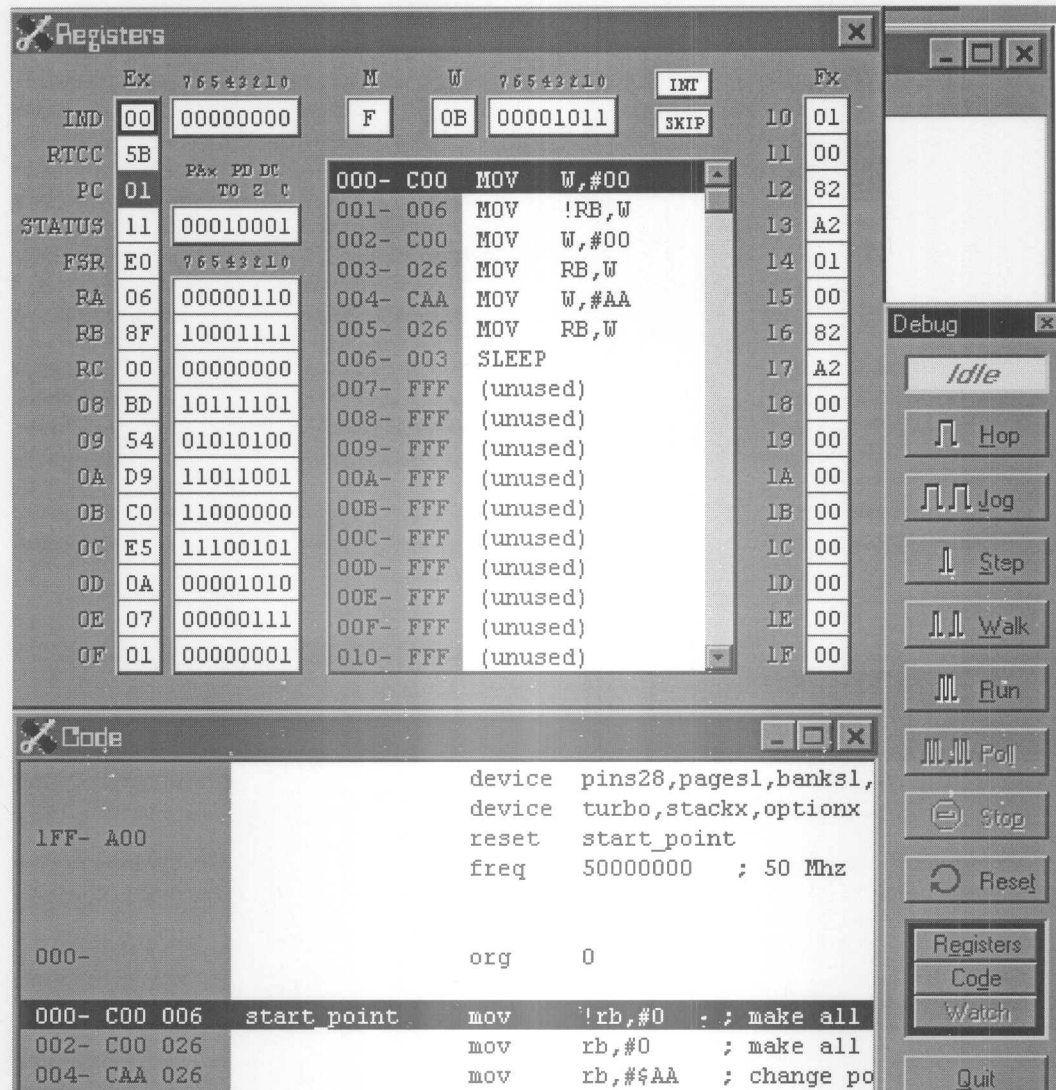 Registers
Ex 76543210 M W 76543210 INT Fx
IND 00 00000000 F 0B 00001011 SKIP 10 01
RTCC 5B 11 00
PC 01 PAx PD DC 000- C00 MOV W,#00 12 82
TO Z C 001- 006 MOV !RB,W
STATUS 11 00010001 002- C00 MOV W,#00 13 A2
FSR E0 76543210 003- 026 MOV RB,W 14 01
RA 06 00000110 004- CAA MOV W,#AA 15 00
RB 8F 10001111 005- 026 MOV RB,W 16 82
RC 00 00000000 006- 003 SLEEP 17 A2
007- FFF (unused)
08 BD 10111101 008- FFF (unused) 18 00
09 54 01010100 009- FFF (unused) 19 00
0A D9 11011001 00A- FFF (unused) 1A 00
0B C0 11000000 00B- FFF (unused) 1B 00
0C E5 11100101 00C- FFF (unused) 1C 00
0D 0A 00001010 00D- FFF (unused) 1D 00
0E 07 00000111 00E- FFF (unused) 1E 00
00F- FFF (unused)
0F 01 00000001 010- FFF (unused) 1F 00
Code
device pins28,pages1,banks1,
device turbo,stackx,optionx
1FF- A00 reset start_point
freq 50000000 ; 50 Mhz
000- org 0
000- C00 006 start_point mov !rb,#0 ; make all
002- C00 026 mov rb,#0 ; make all
004- CAA 026 mov rb,#$AA ; change po
Debug
Idle
Hop
Jog
Step
Walk
Run
Poll
Stop
Reset
Registers
Code
Watch
Quit